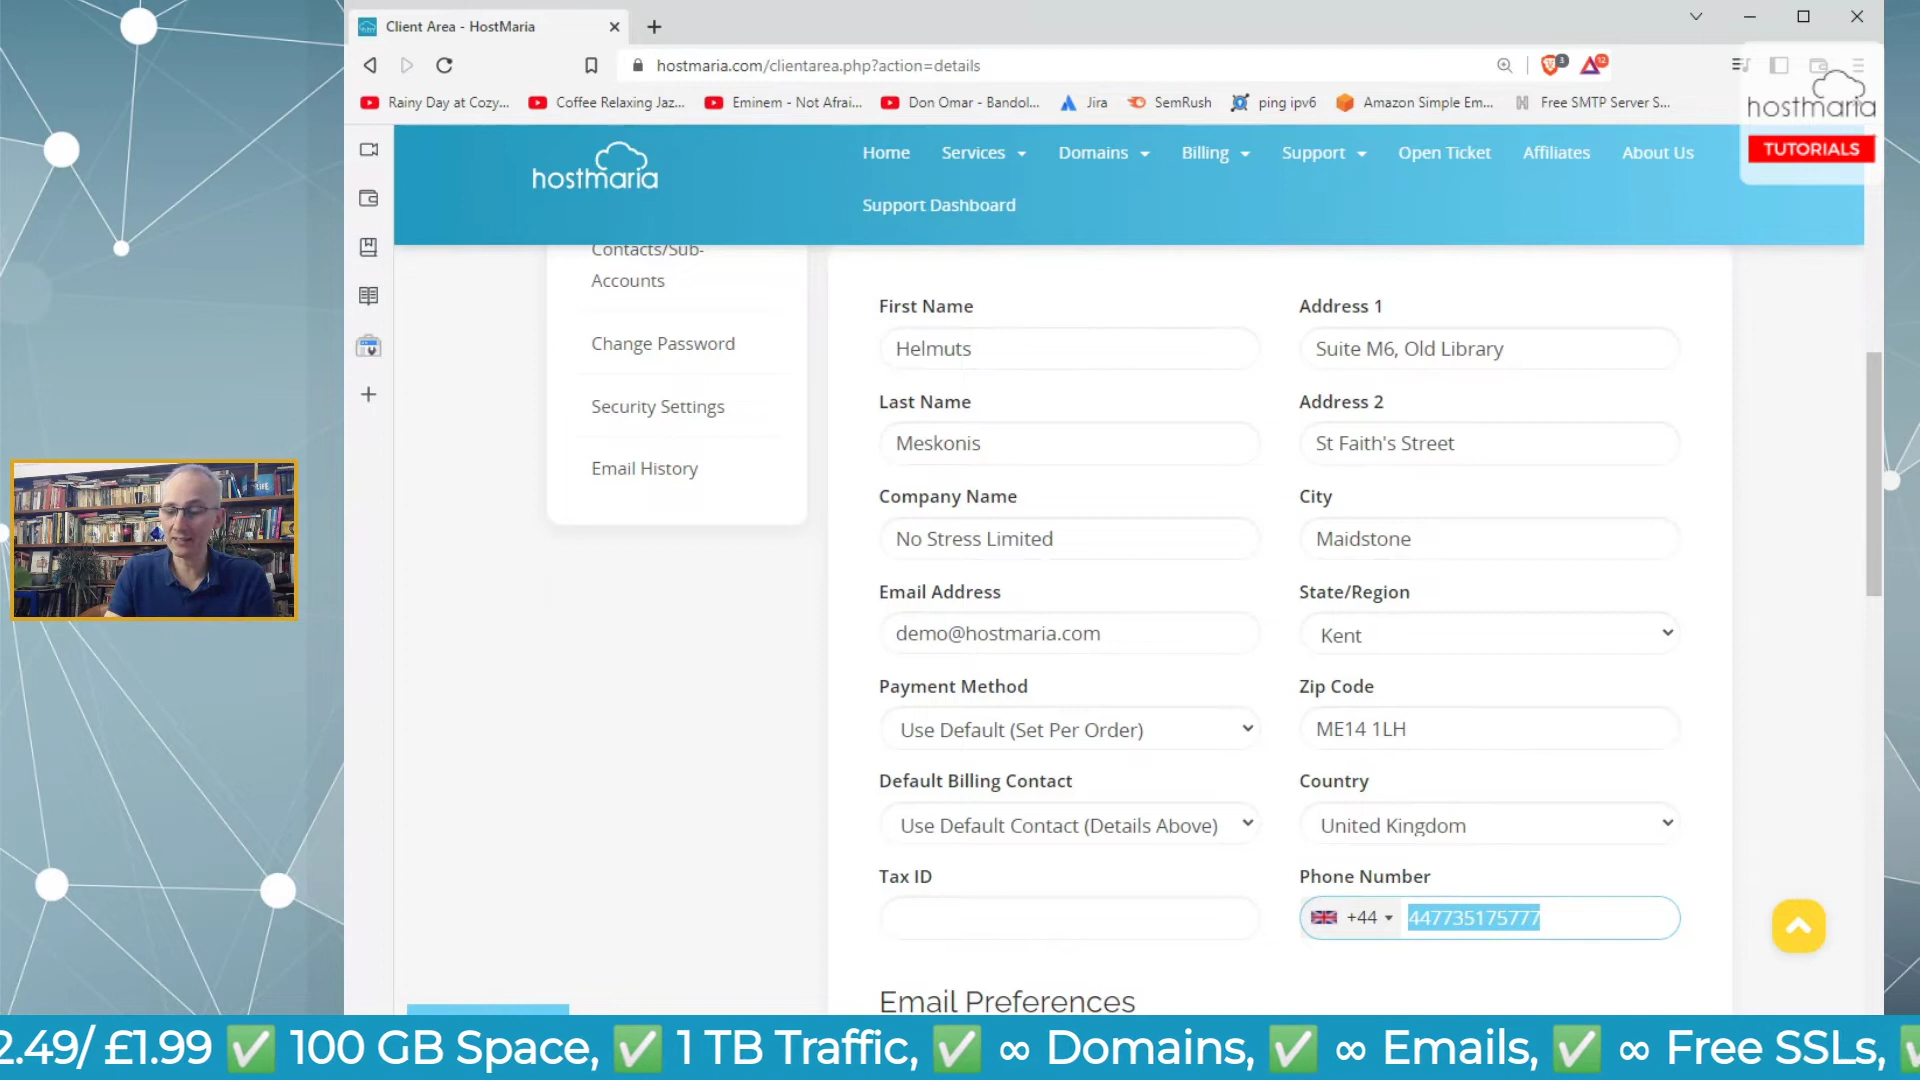 Client Area - HostMaria
hostmaria.com/clientarea.php?action=details
3
12
Rainy Day at Cozy...
Coffee Relaxing Jaz...
Eminem - Not Afrai...
Don Omar - Bandol...
Jira
SemRush
ping ipv6
Amazon Simple Em...
Free SMTP Server S...
hostmaria
TUTORIALS
hostmaria
Home
Services
Domains
Billing
Support
Open Ticket
Affiliates
About Us
Support Dashboard
Contacts/Sub-
Accounts
Change Password
Security Settings
Email History
First Name
Helmuts
Last Name
Meskonis
Company Name
No Stress Limited
Email Address
demo@hostmaria.com
Payment Method
Use Default (Set Per Order)
Default Billing Contact
Use Default Contact (Details Above)
Tax ID
Address 1
Suite M6, Old Library
Address 2
St Faith's Street
City
Maidstone
State/Region
Kent
Zip Code
ME14 1LH
Country
United Kingdom
Phone Number
+44
447735175777
Email Preferences
2.49/ £1.99 ✅ 100 GB Space, ✅ 1 TB Traffic, ✅ ∞ Domains, ✅ ∞ Emails, ✅ ∞ Free SSLs, ✅